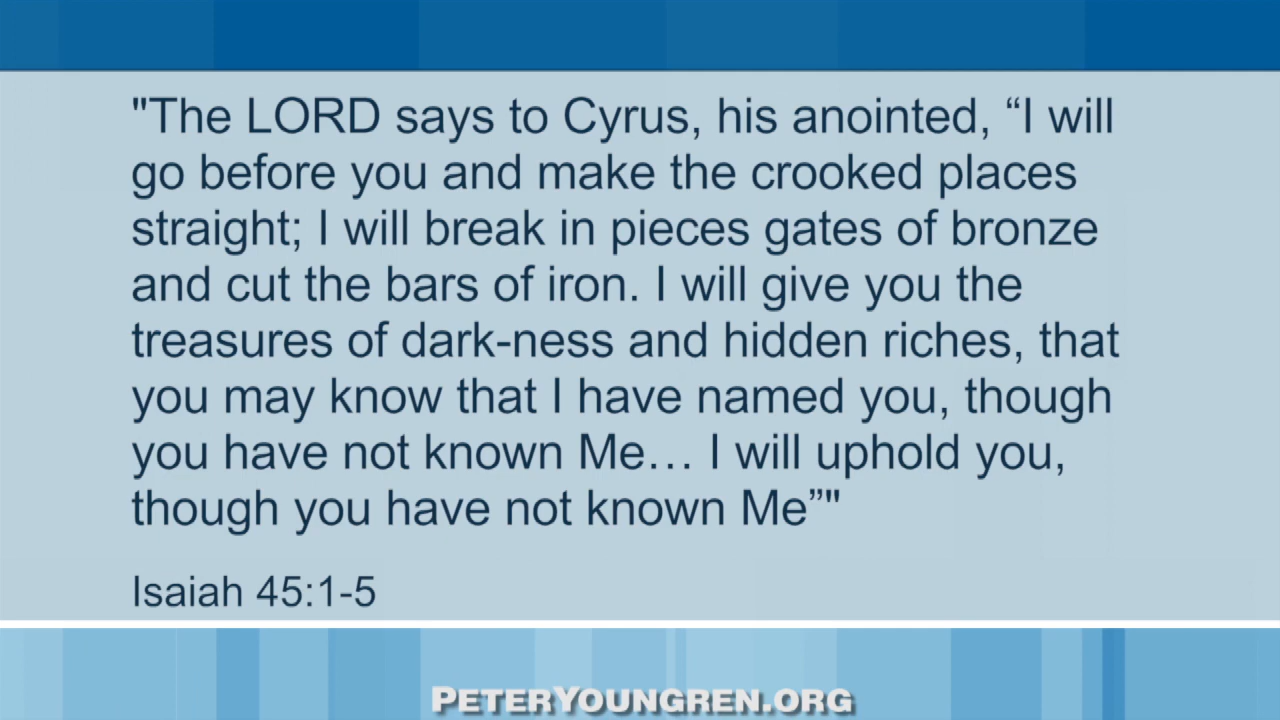 "The LORD says to Cyrus, his anointed, “I will
go before you and make the crooked places
straight; I will break in pieces gates of bronze
and cut the bars of iron. I will give you the
treasures of dark-ness and hidden riches, that
you may know that I have named you, though
you have not known Me… I will uphold you,
though you have not known Me”"
Isaiah 45:1-5
PETERYOUNGREN.ORG